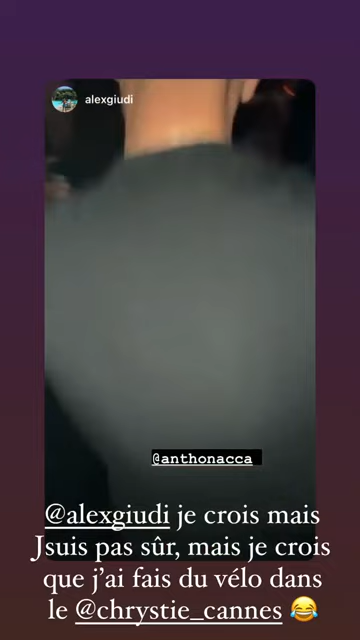 alexgiudi
@anthonacca
@alexgiudi je crois mais
Jsuis pas sûr, mais je crois
que j’ai fais du vélo dans
le @chrystie_cannes 😂